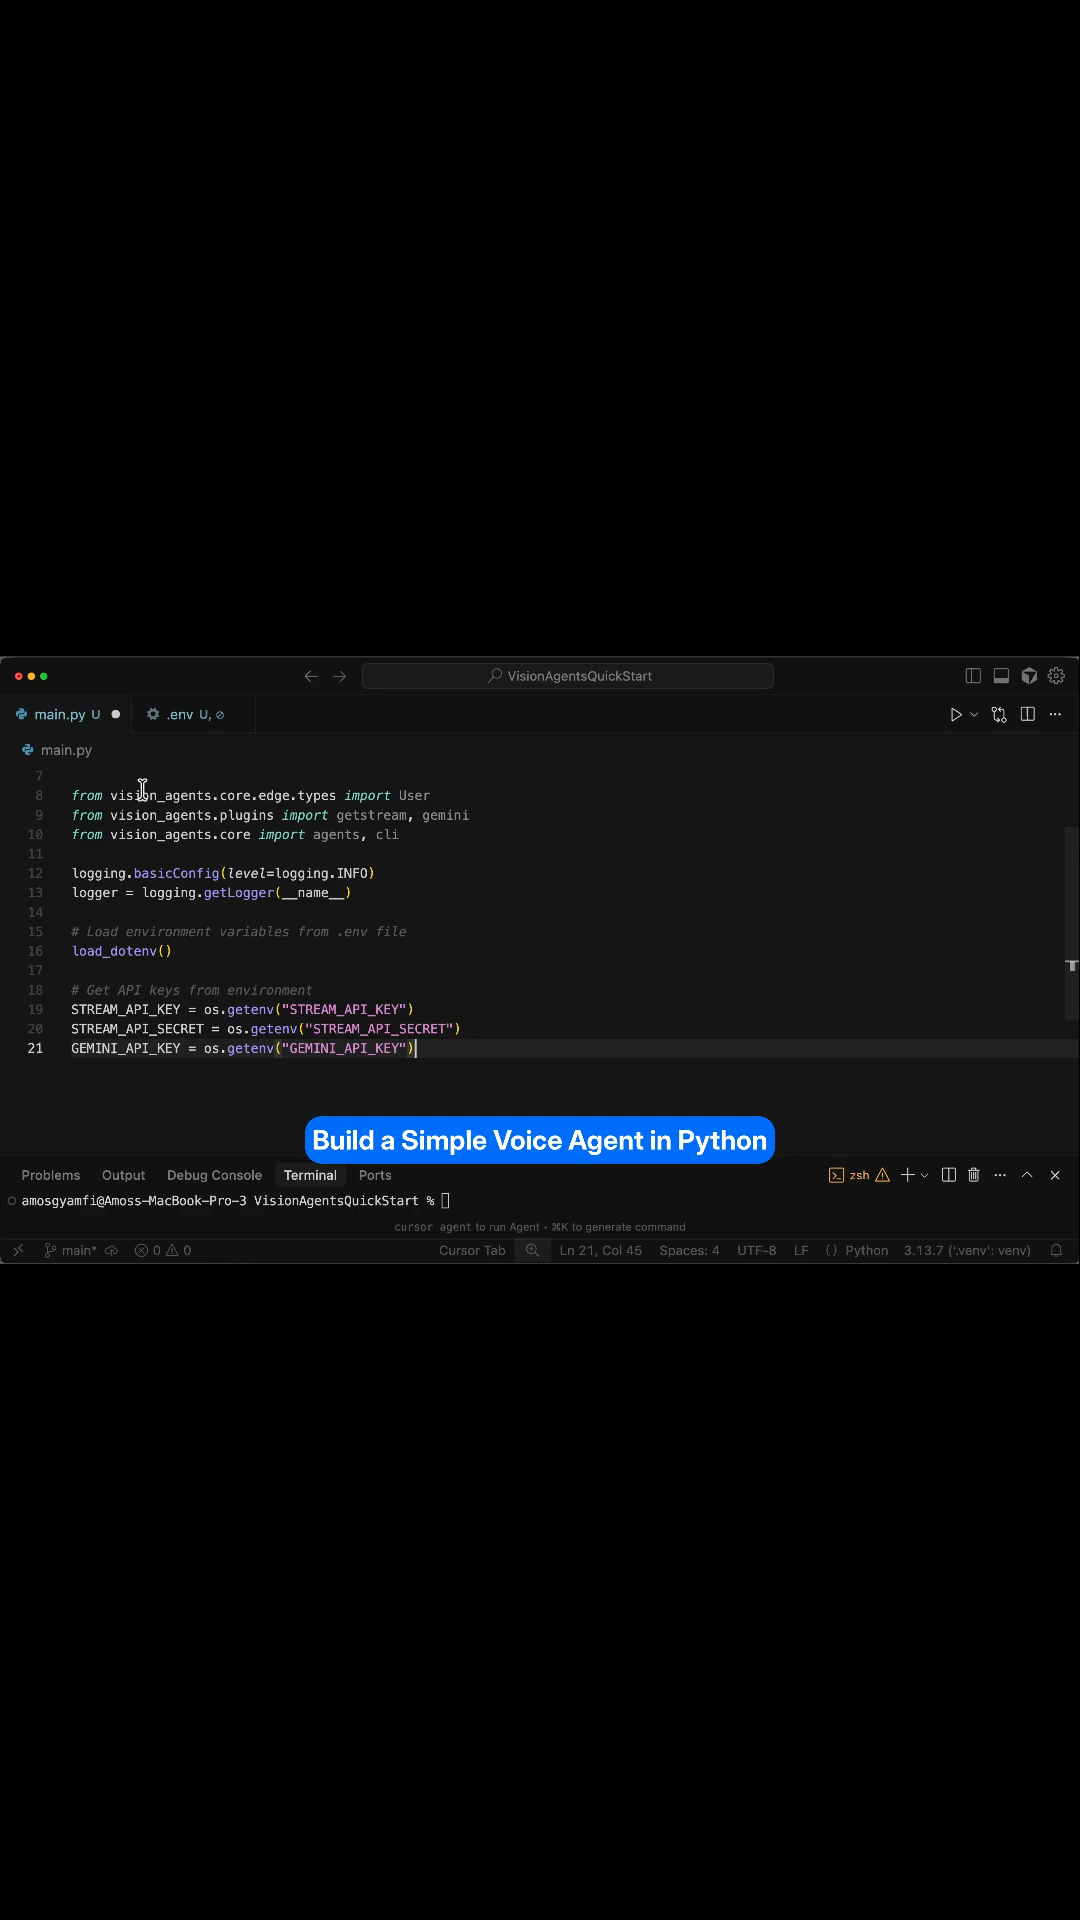 VisionAgentsQuickStart
main.py U
.env U,
main.py
7
8 from vision_agents.core.edge.types import User
9 from vision_agents.plugins import getstream, gemini
10 from vision_agents.core import agents, cli
11
12 logging.basicConfig(level=logging.INFO)
13 logger = logging.getLogger(__name__)
14
15 # Load environment variables from .env file
16 load_dotenv()
17
18 # Get API keys from environment
19 STREAM_API_KEY = os.getenv("STREAM_API_KEY")
20 STREAM_API_SECRET = os.getenv("STREAM_API_SECRET")
21 GEMINI_API_KEY = os.getenv("GEMINI_API_KEY")
Build a Simple Voice Agent in Python
Problems Output Debug Console Terminal Ports zsh
amosgyamfi@Amoss-MacBook-Pro-3 VisionAgentsQuickStart %
cursor agent to run Agent • ⌘K to generate command
main* 0 0 Cursor Tab Ln 21, Col 45 Spaces: 4 UTF-8 LF {} Python 3.13.7 ('.venv': venv)